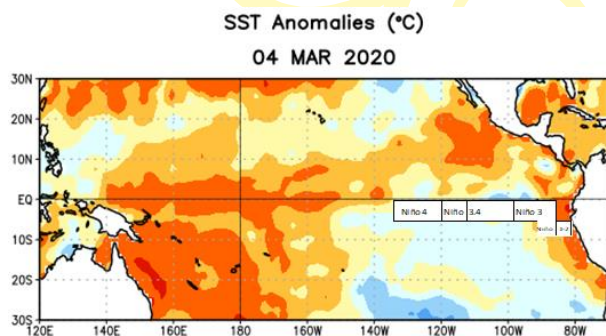 SST Anomalies (°C)
04 MAR 2020
30N
20N
10N
EQ
Niño 4 Niño 3.4 Niño 3
Niño 1-2
10S
20S
30S
120E 140E 160E 180 160W 140W 120W 100W 80W